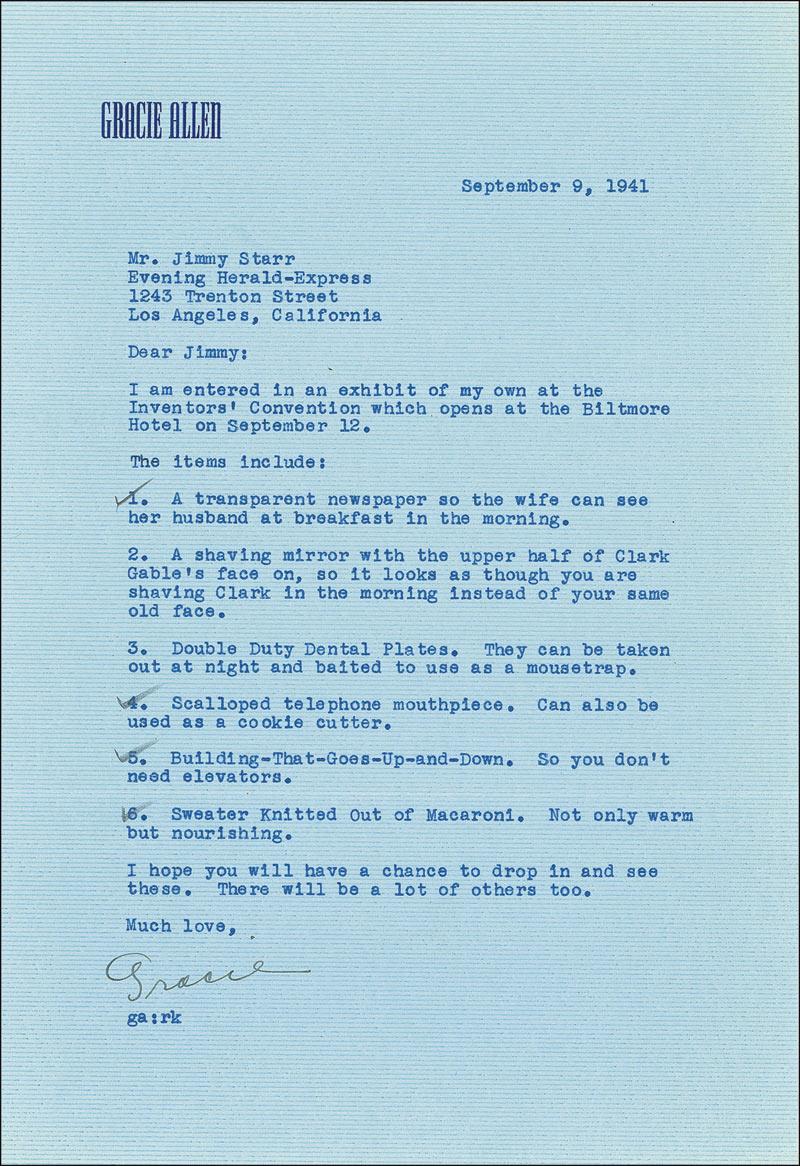 GRACIE ALLEN
September 9, 1941
Mr. Jimmy Starr
Evening Herald-Express
1243 Trenton Street
Los Angeles, California
Dear Jimmy:
I am entered in an exhibit of my own at the
Inventors' Convention which opens at the Biltmore
Hotel on September 12.
The items include:
1. A transparent newspaper so the wife can see
her husband at breakfast in the morning.
2. A shaving mirror with the upper half of Clark
Gable's face on, so it looks as though you are
shaving Clark in the morning instead of your same
old face.
3. Double Duty Dental Plates. They can be taken
out at night and baited to use as a mousetrap.
4. Scalloped telephone mouthpiece. Can also be
used as a cookie cutter.
5. Building-That-Goes-Up-and-Down. So you don't
need elevators.
6. Sweater Knitted Out of Macaroni. Not only warm
but nourishing.
I hope you will have a chance to drop in and see
these. There will be a lot of others too.
Much love,
Gracie
ga:rk